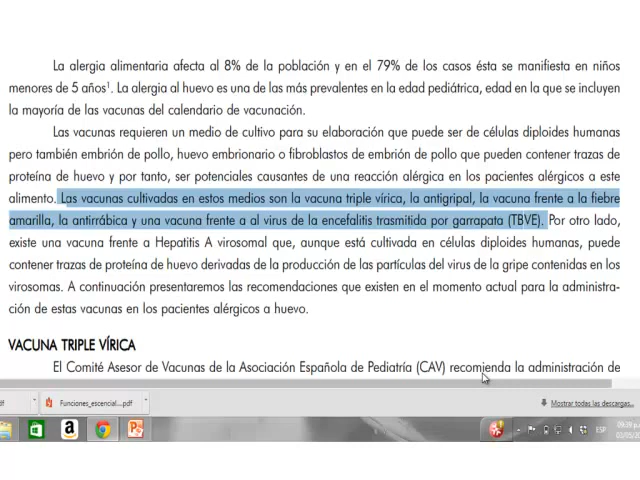 La alergia alimentaria afecta al 8% de la población y en el 79% de los casos ésta se manifiesta en niños
menores de 5 años¹. La alergia al huevo es una de las más prevalentes en la edad pediátrica, edad en la que se incluyen
la mayoría de las vacunas del calendario de vacunación.
Las vacunas requieren un medio de cultivo para su elaboración que puede ser de células diploides humanas
pero también embrión de pollo, huevo embrionario o fibroblastos de embrión de pollo que pueden contener trazas de
proteína de huevo y por tanto, ser potenciales causantes de una reacción alérgica en los pacientes alérgicos a este
alimento. Las vacunas cultivadas en estos medios son la vacuna triple vírica, la antigripal, la vacuna frente a la fiebre
amarilla, la antirrábica y una vacuna frente a al virus de la encefalitis trasmitida por garrapata (TBVE). Por otro lado,
existe una vacuna frente a Hepatitis A virosomal que, aunque está cultivada en células diploides humanas, puede
contener trazas de proteína de huevo derivadas de la producción de las partículas del virus de la gripe contenidas en los
virosomas. A continuación presentaremos las recomendaciones que existen en el momento actual para la administra-
ción de estas vacunas en los pacientes alérgicos a huevo.
VACUNA TRIPLE VÍRICA
El Comité Asesor de Vacunas de la Asociación Española de Pediatría (CAV) recomienda la administración de
df
Funciones_escencial....pdf
Mostrar todas las descargas...
ESP
09:39 p.